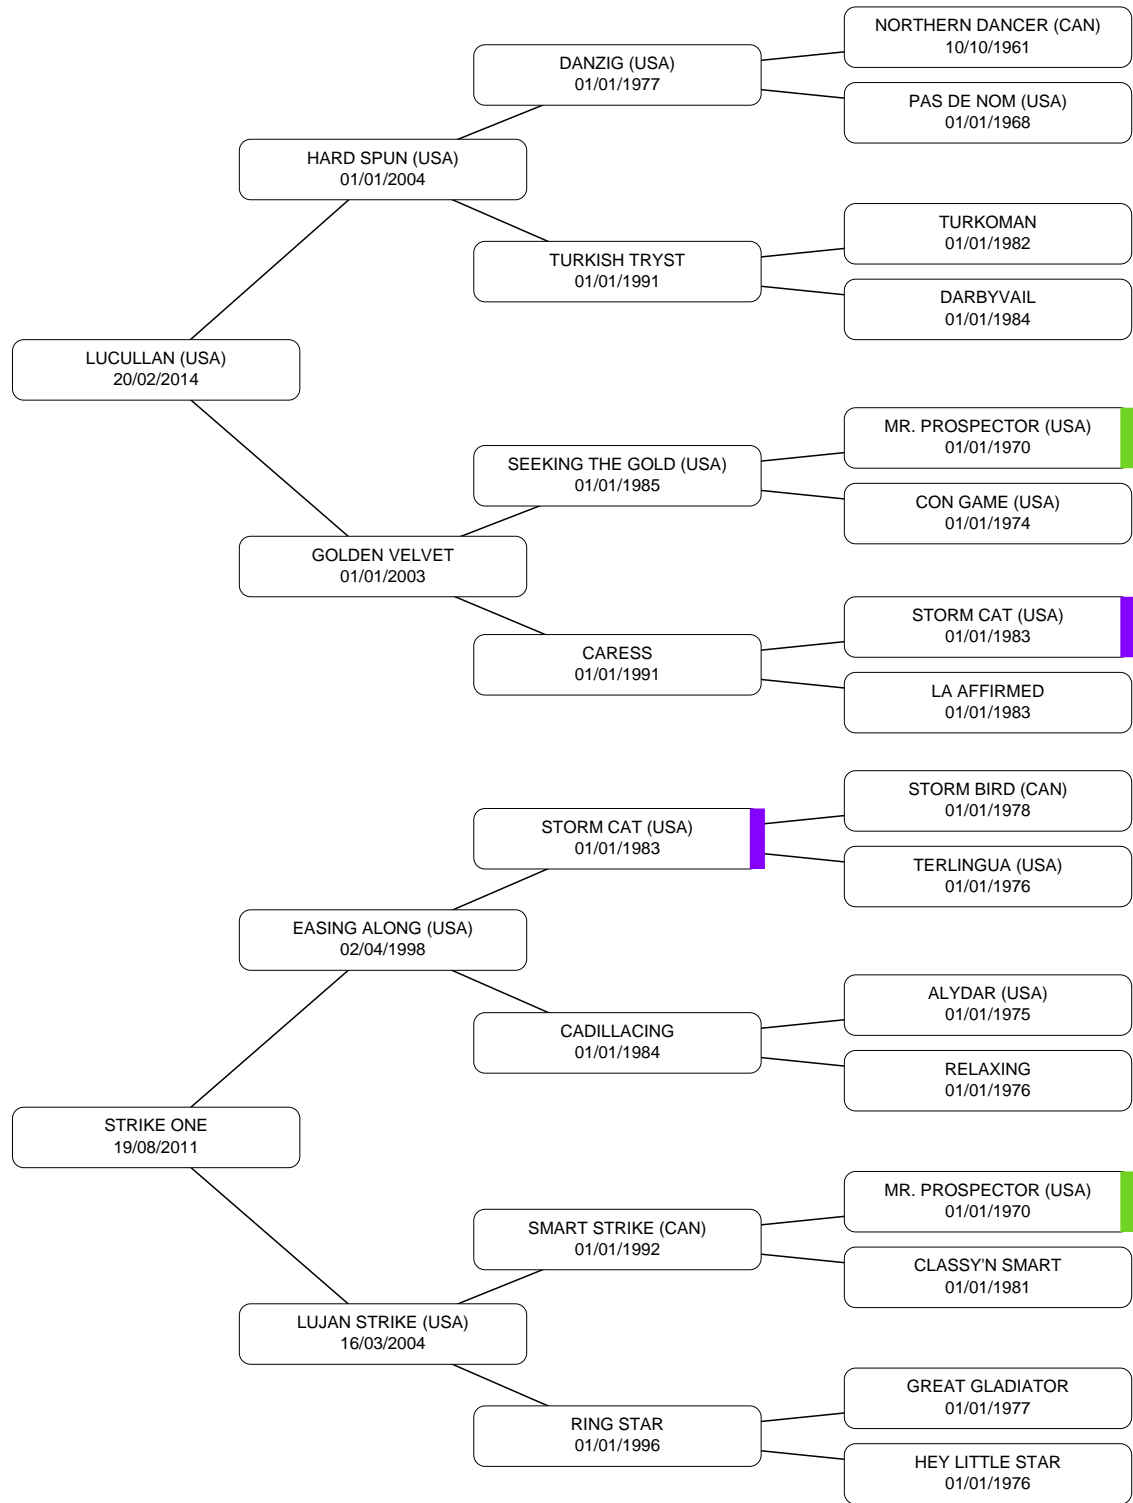 NORTHERN DANCER (CAN)
10/10/1961
DANZIG (USA)
01/01/1977
PAS DE NOM (USA)
01/01/1968
HARD SPUN (USA)
01/01/2004
TURKOMAN
01/01/1982
TURKISH TRYST
01/01/1991
DARBYVAIL
01/01/1984
LUCULLAN (USA)
20/02/2014
MR. PROSPECTOR (USA)
01/01/1970
SEEKING THE GOLD (USA)
01/01/1985
CON GAME (USA)
01/01/1974
GOLDEN VELVET
01/01/2003
STORM CAT (USA)
01/01/1983
CARESS
01/01/1991
LA AFFIRMED
01/01/1983
STORM BIRD (CAN)
01/01/1978
STORM CAT (USA)
01/01/1983
TERLINGUA (USA)
01/01/1976
EASING ALONG (USA)
02/04/1998
ALYDAR (USA)
01/01/1975
CADILLACING
01/01/1984
RELAXING
01/01/1976
STRIKE ONE
19/08/2011
MR. PROSPECTOR (USA)
01/01/1970
SMART STRIKE (CAN)
01/01/1992
CLASSY'N SMART
01/01/1981
LUJAN STRIKE (USA)
16/03/2004
GREAT GLADIATOR
01/01/1977
RING STAR
01/01/1996
HEY LITTLE STAR
01/01/1976